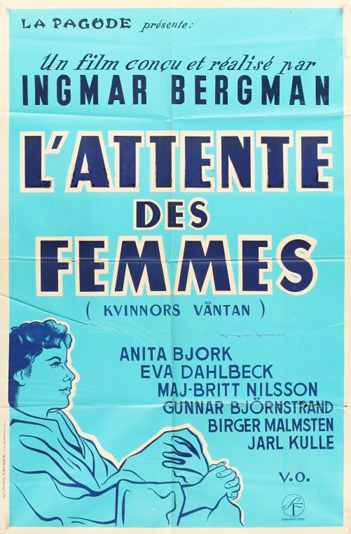 LA PAGODE présente:
Un film conçu et réalisé par
INGMAR BERGMAN
L'ATTENTE
DES
FEMMES
( KVINNORS VÄNTAN )
ANITA BJORK
EVA DAHLBECK
MAJ-BRITT NILSSON
GUNNAR BJÖRNSTRAND
BIRGER MALMSTEN
JARL KULLE
V.O.
SF